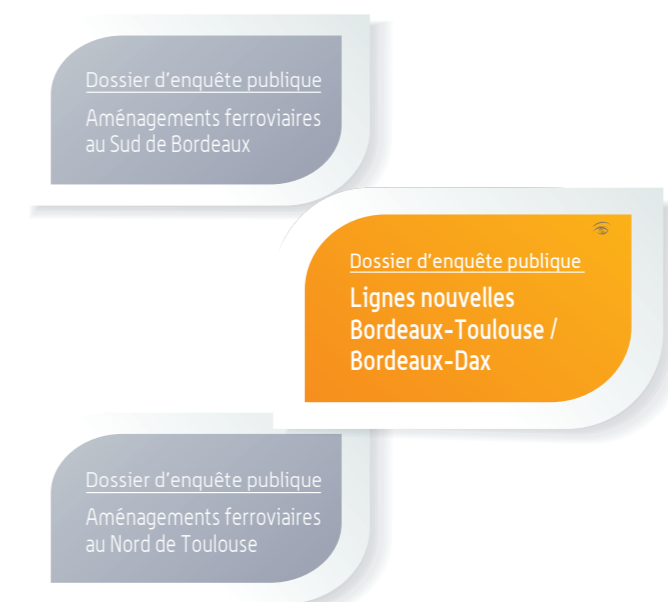 Dossier d'enquête publique
Aménagements ferroviaires
au Sud de Bordeaux
Dossier d'enquête publique
Lignes nouvelles
Bordeaux-Toulouse /
Bordeaux-Dax
Dossier d'enquête publique
Aménagements ferroviaires
au Nord de Toulouse